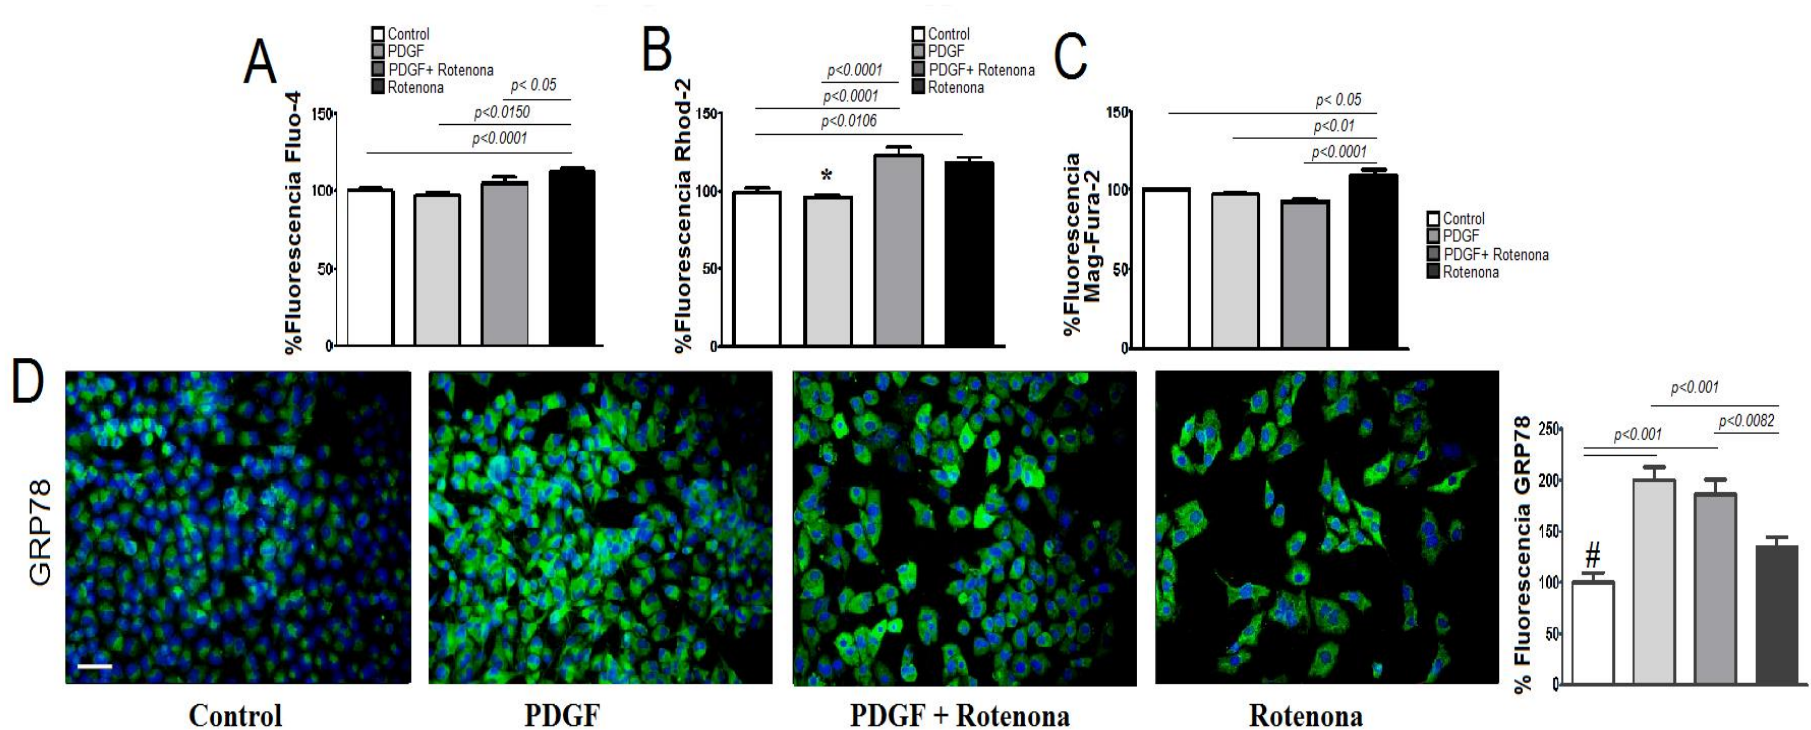 A
Control
PDGF
PDGF+ Rotenona
Rotenona
p< 0.05
p<0.0150
p<0.0001
%Fluorescencia Fluo-4
150
100
50
0
B
Control
PDGF
PDGF+ Rotenona
Rotenona
p<0.0001
p<0.0001
p<0.0106
*
%Fluorescencia Rhod-2
150
100
50
0
C
p< 0.05
p<0.01
p<0.0001
%Fluorescencia
Mag-Fura-2
150
100
50
0
Control
PDGF
PDGF+ Rotenona
Rotenona
D
GRP78
Control
PDGF
PDGF + Rotenona
Rotenona
% Fluorescencia GRP78
250
200
150
100
50
0
p<0.001
p<0.0082
p<0.001
#